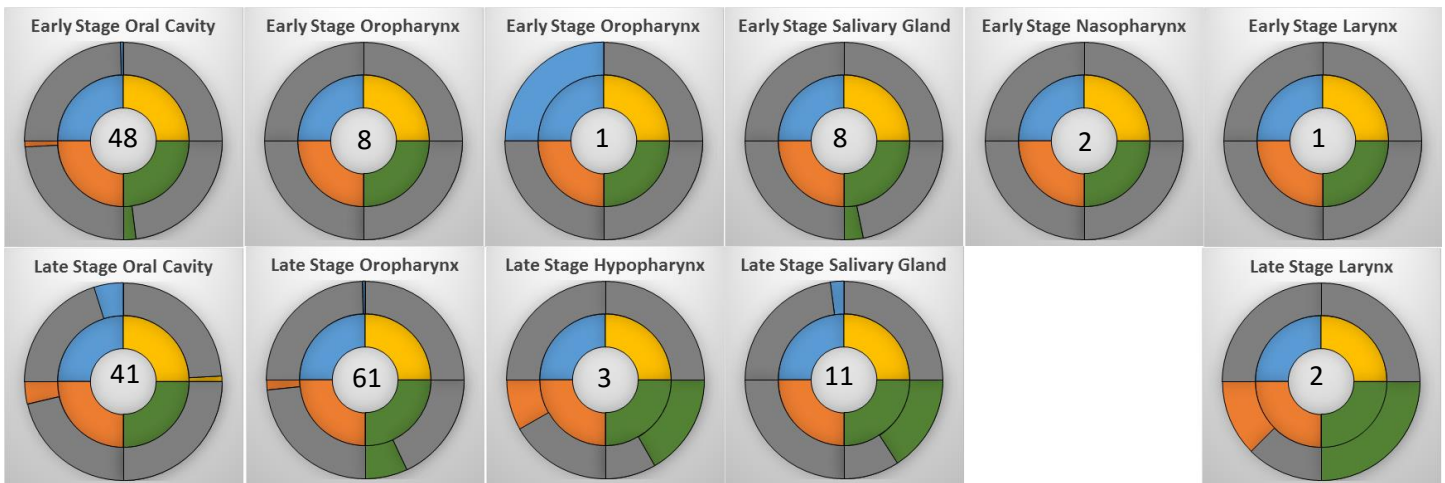 Early Stage Oral Cavity
48
Early Stage Oropharynx
8
Early Stage Oropharynx
1
Early Stage Salivary Gland
8
Early Stage Nasopharynx
2
Early Stage Larynx
1
Late Stage Oral Cavity
41
Late Stage Oropharynx
61
Late Stage Hypopharynx
3
Late Stage Salivary Gland
11
Late Stage Larynx
2